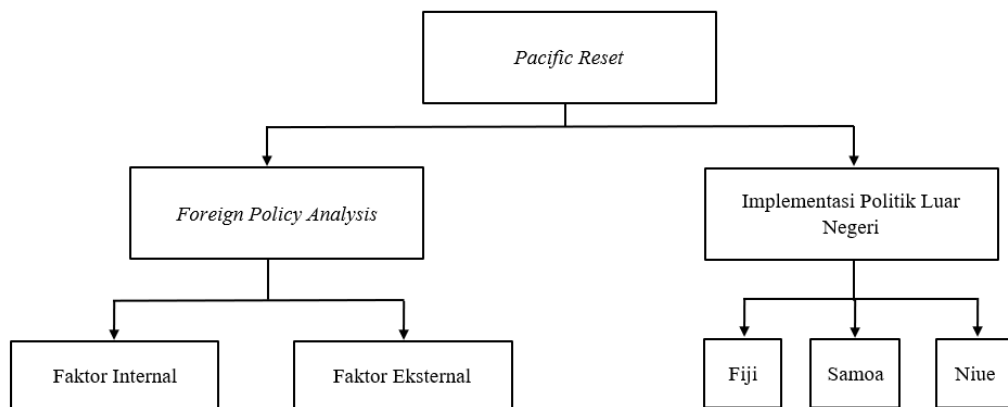 Pacific Reset
Foreign Policy Analysis
Implementasi Politik Luar
Negeri
Faktor Internal
Faktor Eksternal
Fiji
Samoa
Niue